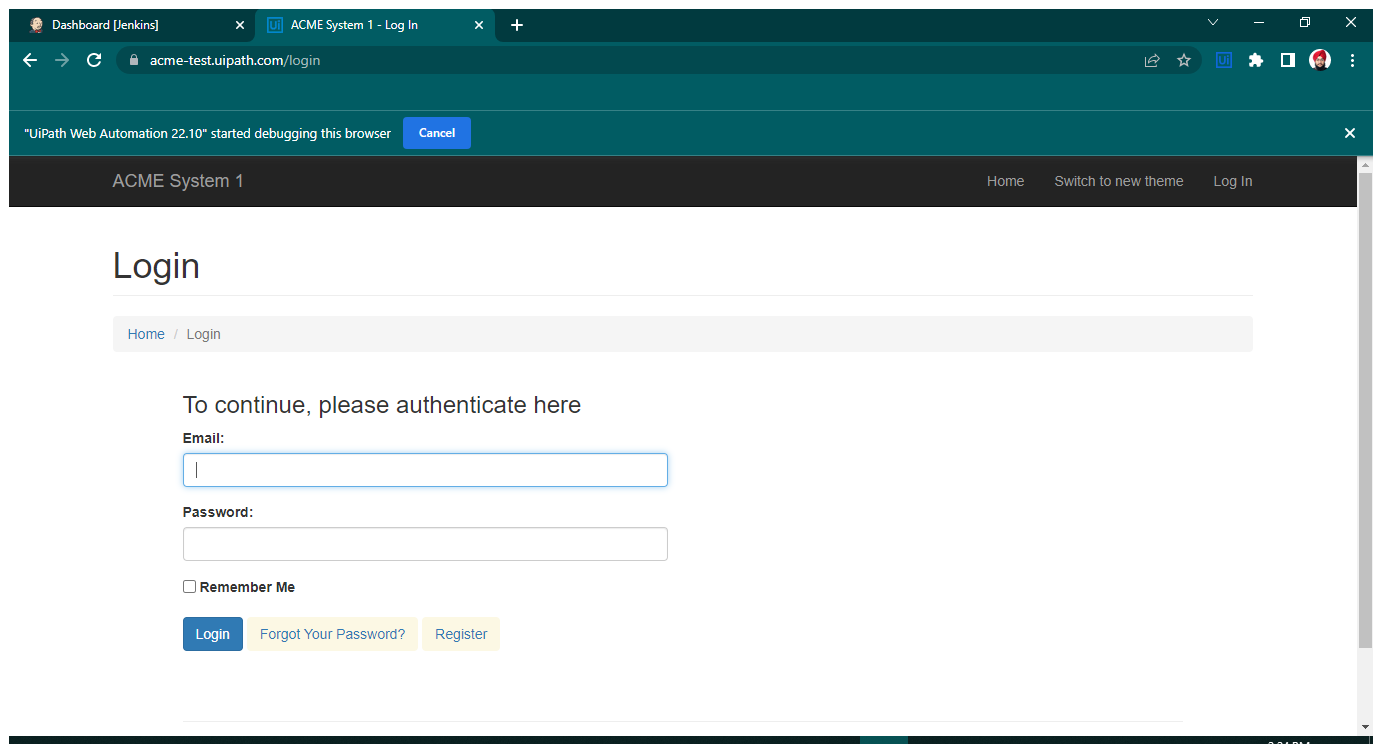 Dashboard [Jenkins]
ACME System 1 - Log In
acme-test.uipath.com/login
"UiPath Web Automation 22.10" started debugging this browser
Cancel
ACME System 1
Home
Switch to new theme
Log In
Login
Home / Login
To continue, please authenticate here
Email:
Password:
Remember Me
Login
Forgot Your Password?
Register